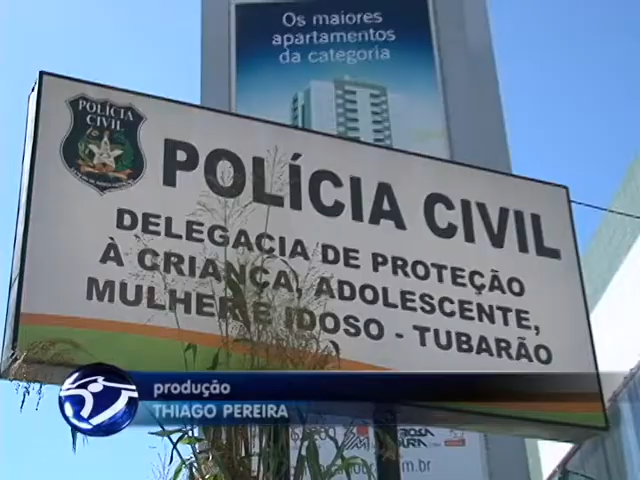 Os maiores
apartamentos
da categoria
POLÍCIA
CIVIL
POLÍCIA CIVIL
DELEGACIA DE PROTEÇÃO
À CRIANÇA, ADOLESCENTE,
MULHER E IDOSO - TUBARÃO
produção
THIAGO PEREIRA